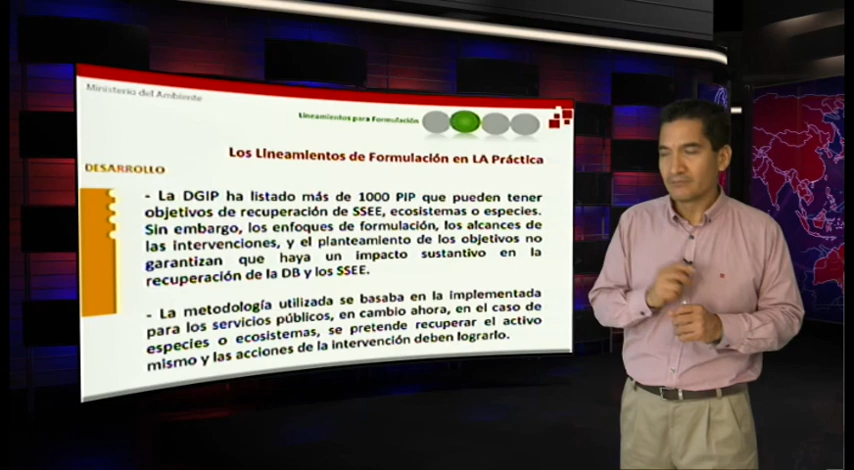 Ministerio del Ambiente
Lineamientos para Formulación
Los Lineamientos de Formulación en LA Práctica
DESARROLLO
- La DGIP ha listado más de 1000 PIP que pueden tener
objetivos de recuperación de SSEE, ecosistemas o especies.
Sin embargo, los enfoques de formulación, los alcances de
las intervenciones, y el planteamiento de los objetivos no
garantizan que haya un impacto sustantivo en la
recuperación de la DB y los SSEE.
- La metodología utilizada se basaba en la implementada
para los servicios públicos, en cambio ahora, en el caso de
especies o ecosistemas, se pretende recuperar el activo
mismo y las acciones de la intervención deben lograrlo.